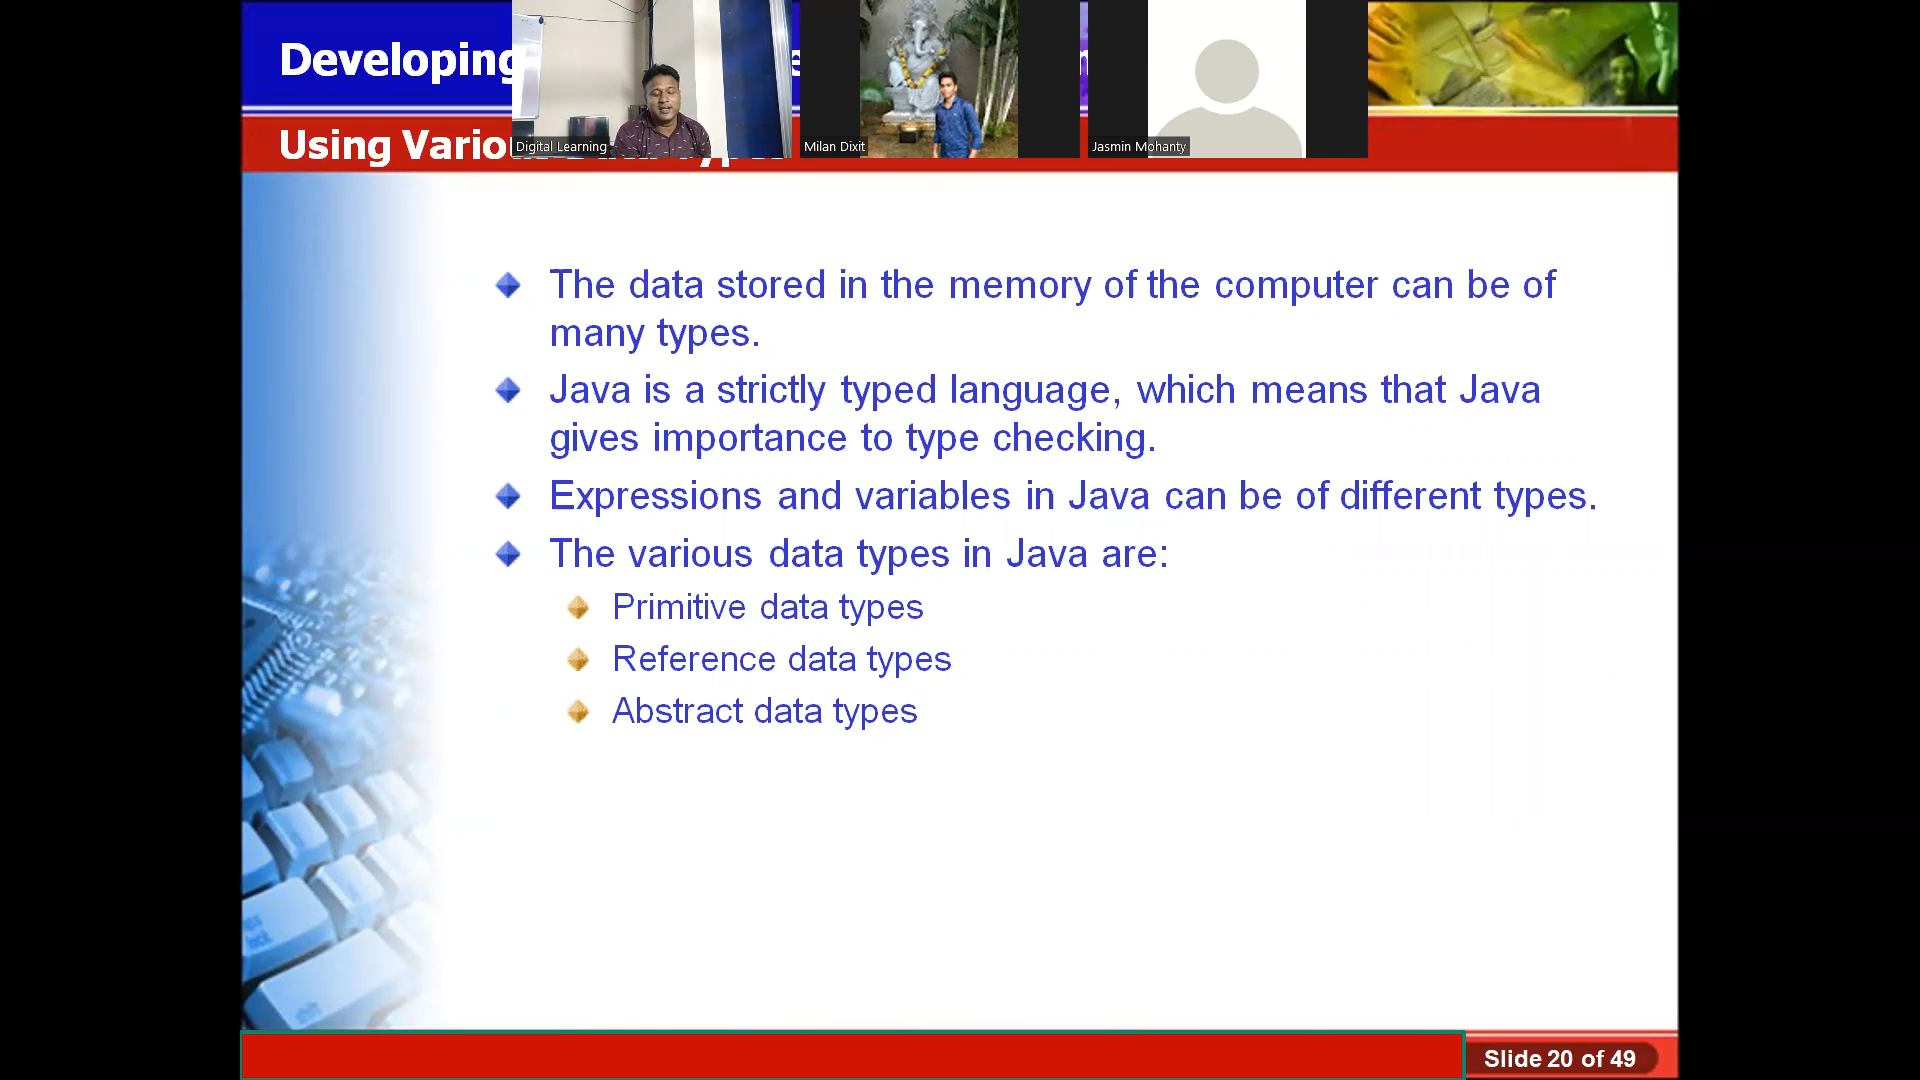 Developing
Using Vario
Digital Learning
Milan Dixit
Jasmin Mohanty
The data stored in the memory of the computer can be of
many types.
Java is a strictly typed language, which means that Java
gives importance to type checking.
Expressions and variables in Java can be of different types.
The various data types in Java are:
Primitive data types
Reference data types
Abstract data types
Slide 20 of 49